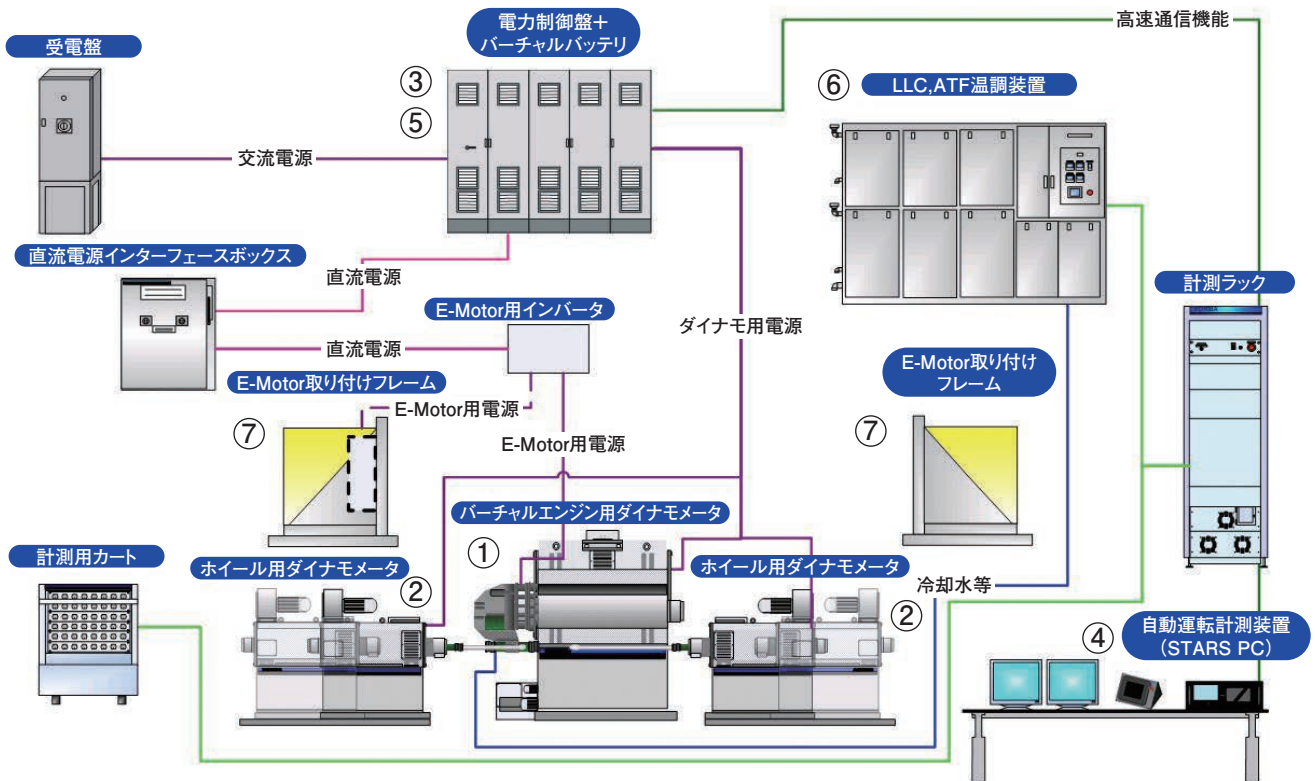 電力制御盤＋
バーチャルバッテリ
高速通信機能
受電盤
③
⑤
⑥
LLC,ATF温調装置
交流電源
直流電源インターフェースボックス
直流電源
計測ラック
E-Motor用インバータ
ダイナモ用電源
直流電源
E-Motor取り付けフレーム
E-Motor取り付け
フレーム
E-Motor用電源
⑦
⑦
E-Motor用電源
バーチャルエンジン用ダイナモメータ
計測用カート
①
ホイール用ダイナモメータ
②
ホイール用ダイナモメータ
②
冷却水等
④
自動運転計測装置
（STARS PC）